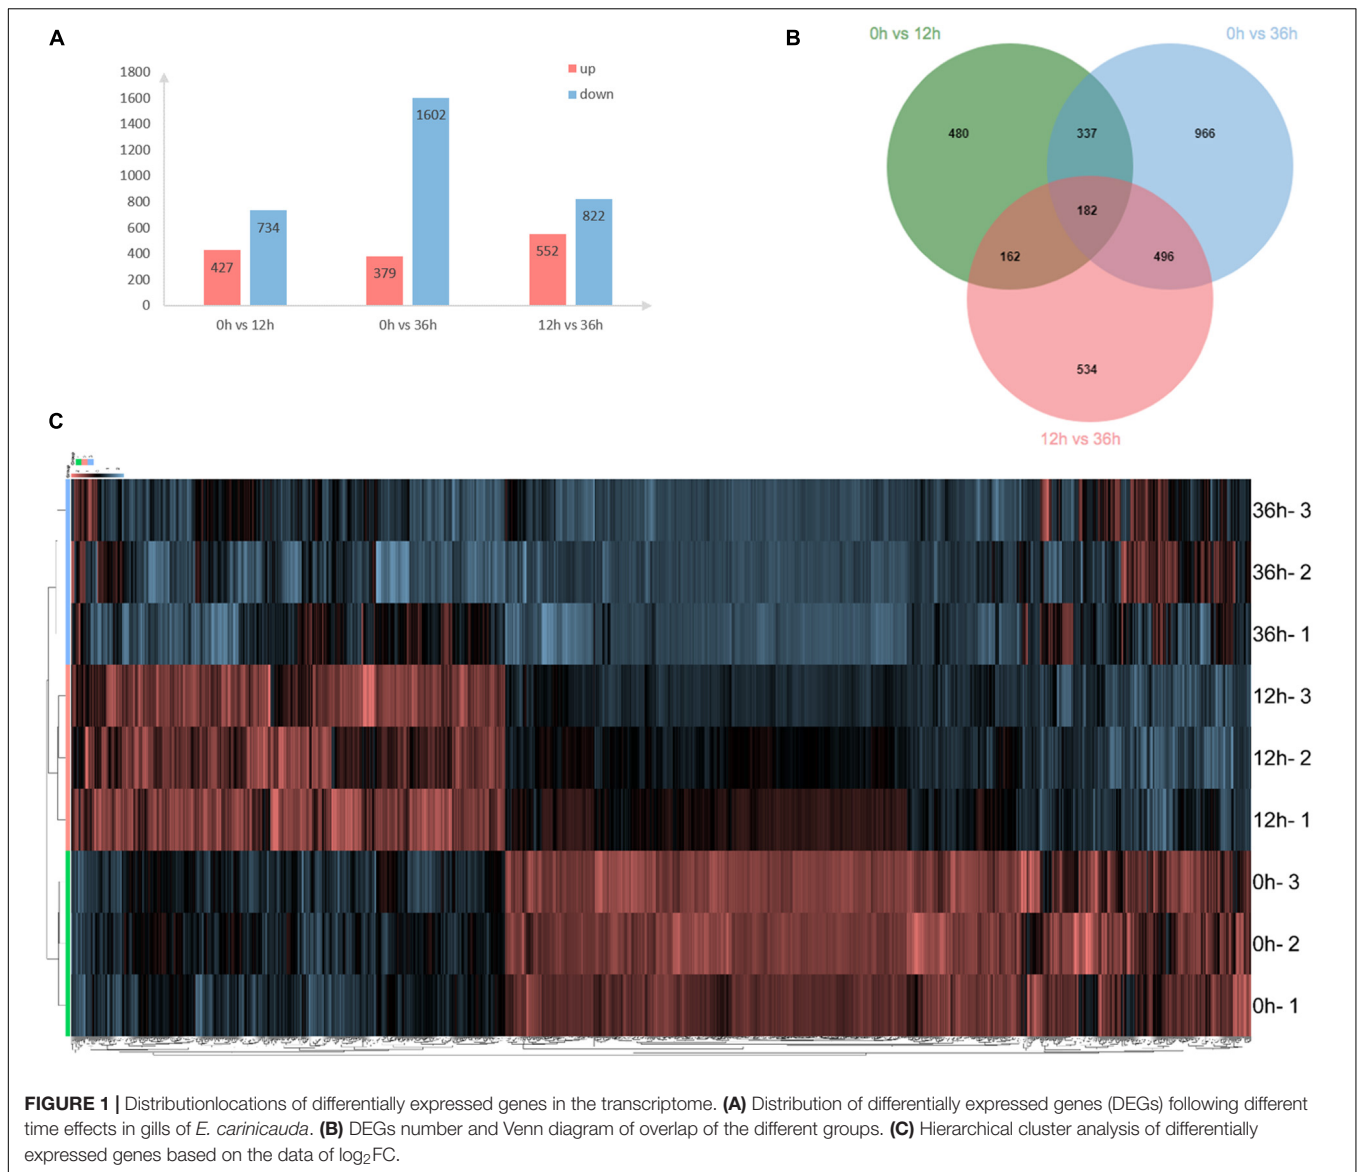 A
up
down
1800
1600
1400
1200
1000
800
600
400
200
0
427
734
379
1602
552
822
0h vs 12h
0h vs 36h
12h vs 36h
B
0h vs 12h
0h vs 36h
480
337
966
182
162
496
534
12h vs 36h
C
36h- 3
36h- 2
36h- 1
12h- 3
12h- 2
12h- 1
0h- 3
0h- 2
0h- 1
FIGURE 1 | Distributionlocations of differentially expressed genes in the transcriptome. (A) Distribution of differentially expressed genes (DEGs) following different
time effects in gills of E. carinicauda. (B) DEGs number and Venn diagram of overlap of the different groups. (C) Hierarchical cluster analysis of differentially
expressed genes based on the data of log₂FC.